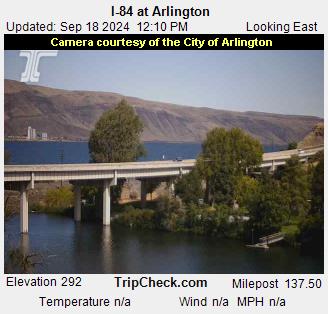 I-84 at Arlington
Updated: Sep 18 2024 12:10 PM Looking East
Camera courtesy of the City of Arlington
Elevation 292 TripCheck.com Milepost 137.50
Temperature n/a Wind n/a MPH n/a